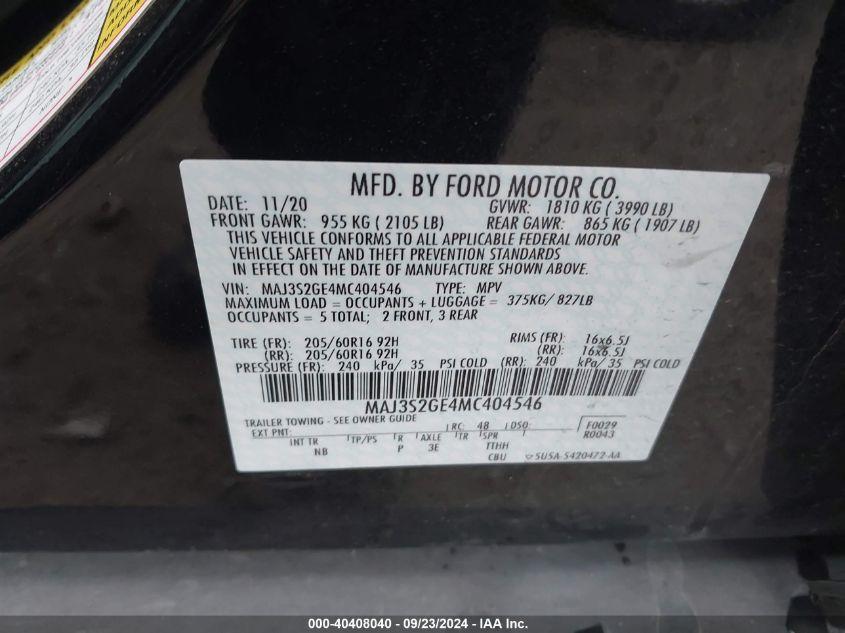 MFD. BY FORD MOTOR CO.
DATE: 11/20 GVWR: 1810 KG ( 3990 LB)
FRONT GAWR: 955 KG ( 2105 LB) REAR GAWR: 865 KG ( 1907 LB)
THIS VEHICLE CONFORMS TO ALL APPLICABLE FEDERAL MOTOR
VEHICLE SAFETY AND THEFT PREVENTION STANDARDS
IN EFFECT ON THE DATE OF MANUFACTURE SHOWN ABOVE.
VIN: MAJ3S2GE4MC404546 TYPE: MPV
MAXIMUM LOAD = OCCUPANTS + LUGGAGE = 375KG/ 827LB
OCCUPANTS: 5 TOTAL; 2 FRONT, 3 REAR
TIRE (FR): 205/60R16 92H RIMS (FR): 16x6.5J
(RR): 205/60R16 92H (RR): 16x6.5J
PRESSURE (FR): 240 kPa/ 35 PSI COLD (RR): 240 kPa/ 35 PSI COLD
MAJ3S2GE4MC404546
TRAILER TOWING - SEE OWNER GUIDE
EXT PNT: RC: 48 DSO: F0029
R0043
INT TR TP/PS R AXLE TR SPR
NB P 3E TTHH
CBU 5U5A-5420472-AA
000-40408040 - 09/23/2024 - IAA Inc.